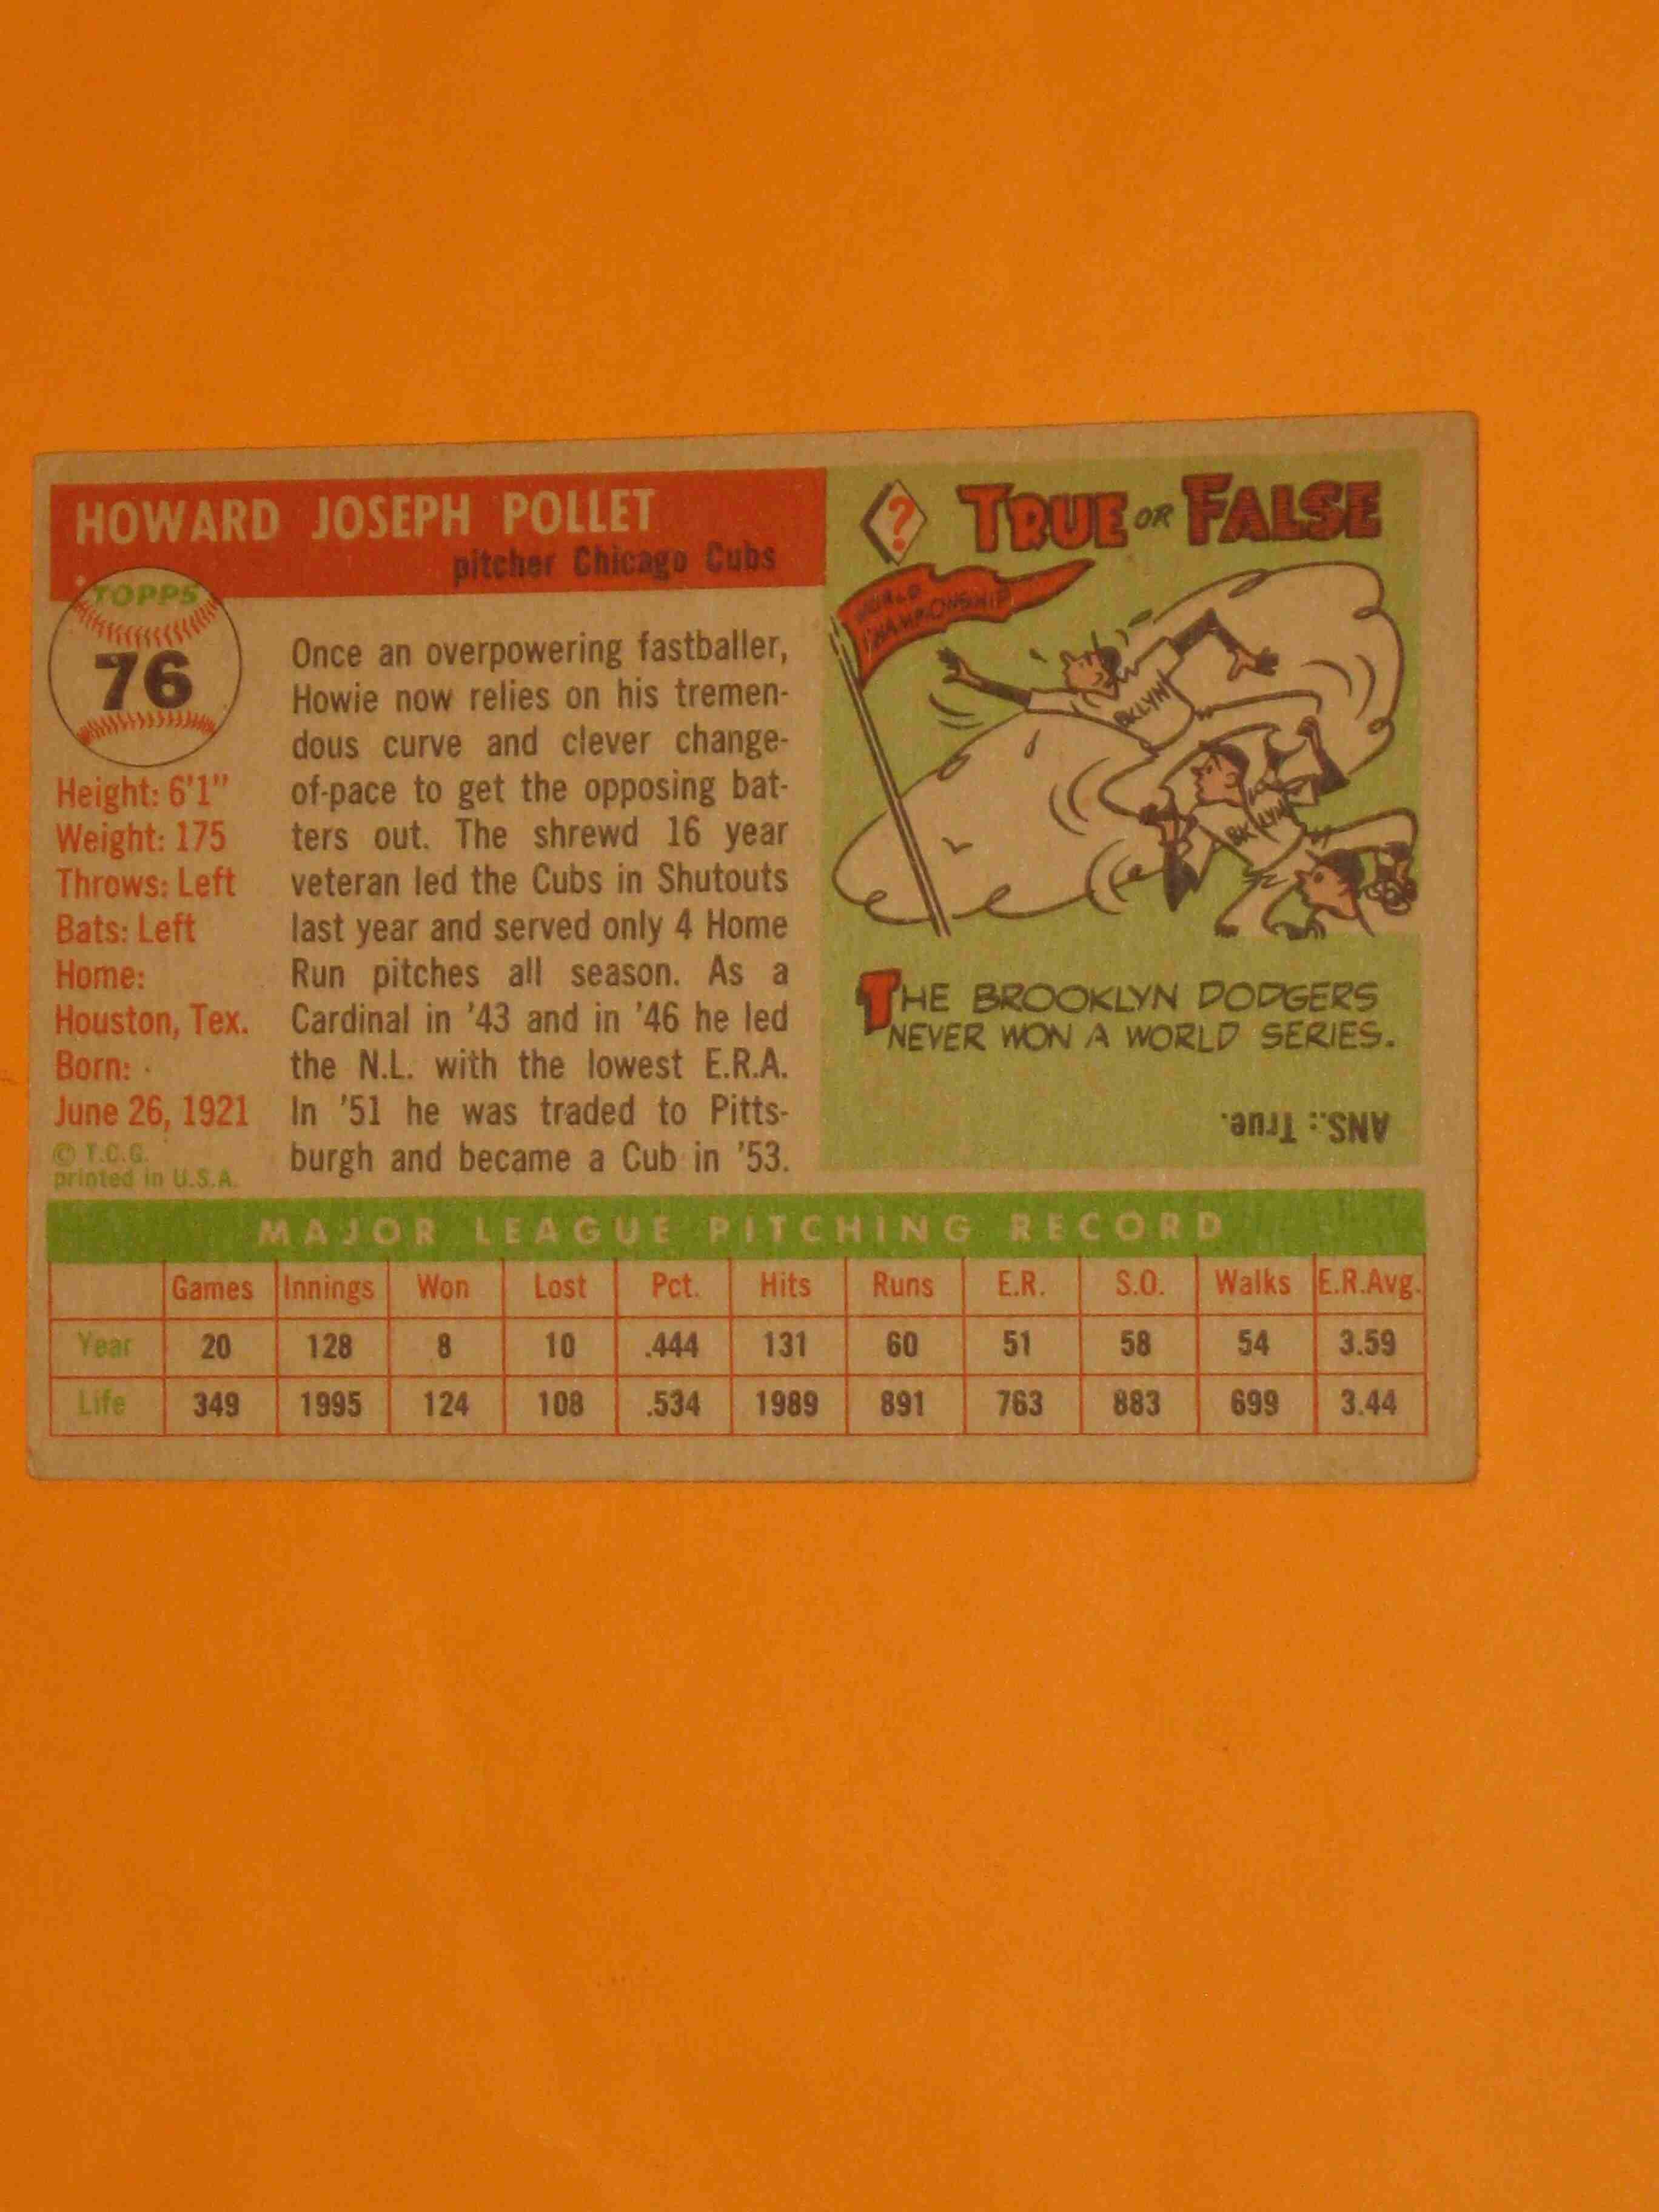 HOWARD JOSEPH POLLET
pitcher Chicago Cubs
TOPPS
76
Height: 6'1"
Weight: 175
Throws: Left
Bats: Left
Home:
Houston, Tex.
Born:
June 26, 1921
© T.C.G.
printed in U.S.A.
Once an overpowering fastballer,
Howie now relies on his tremen-
dous curve and clever change-
of-pace to get the opposing bat-
ters out. The shrewd 16 year
veteran led the Cubs in Shutouts
last year and served only 4 Home
Run pitches all season. As a
Cardinal in '43 and in '46 he led
the N.L. with the lowest E.R.A.
In '51 he was traded to Pitts-
burgh and became a Cub in '53.
? TRUE OR FALSE
WORLD
CHAMPIONSHIP
BKLYN
BKLYN
THE BROOKLYN DODGERS
NEVER WON A WORLD SERIES.
ANS.: True.
MAJOR LEAGUE PITCHING RECORD
Games Innings Won Lost Pct. Hits Runs E.R. S.O. Walks E.R.Avg.
Year 20 128 8 10 .444 131 60 51 58 54 3.59
Life 349 1995 124 108 .534 1989 891 763 883 699 3.44